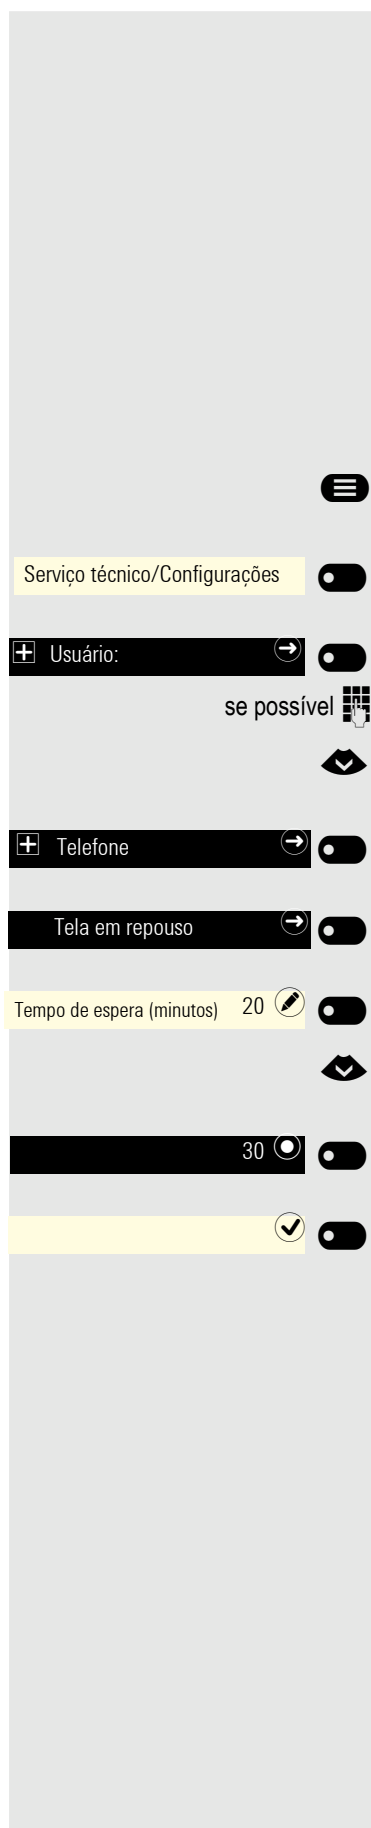 Serviço técnico/Configurações
Usuário:
se possível
Telefone
Tela em repouso
Tempo de espera (minutos) 20
30